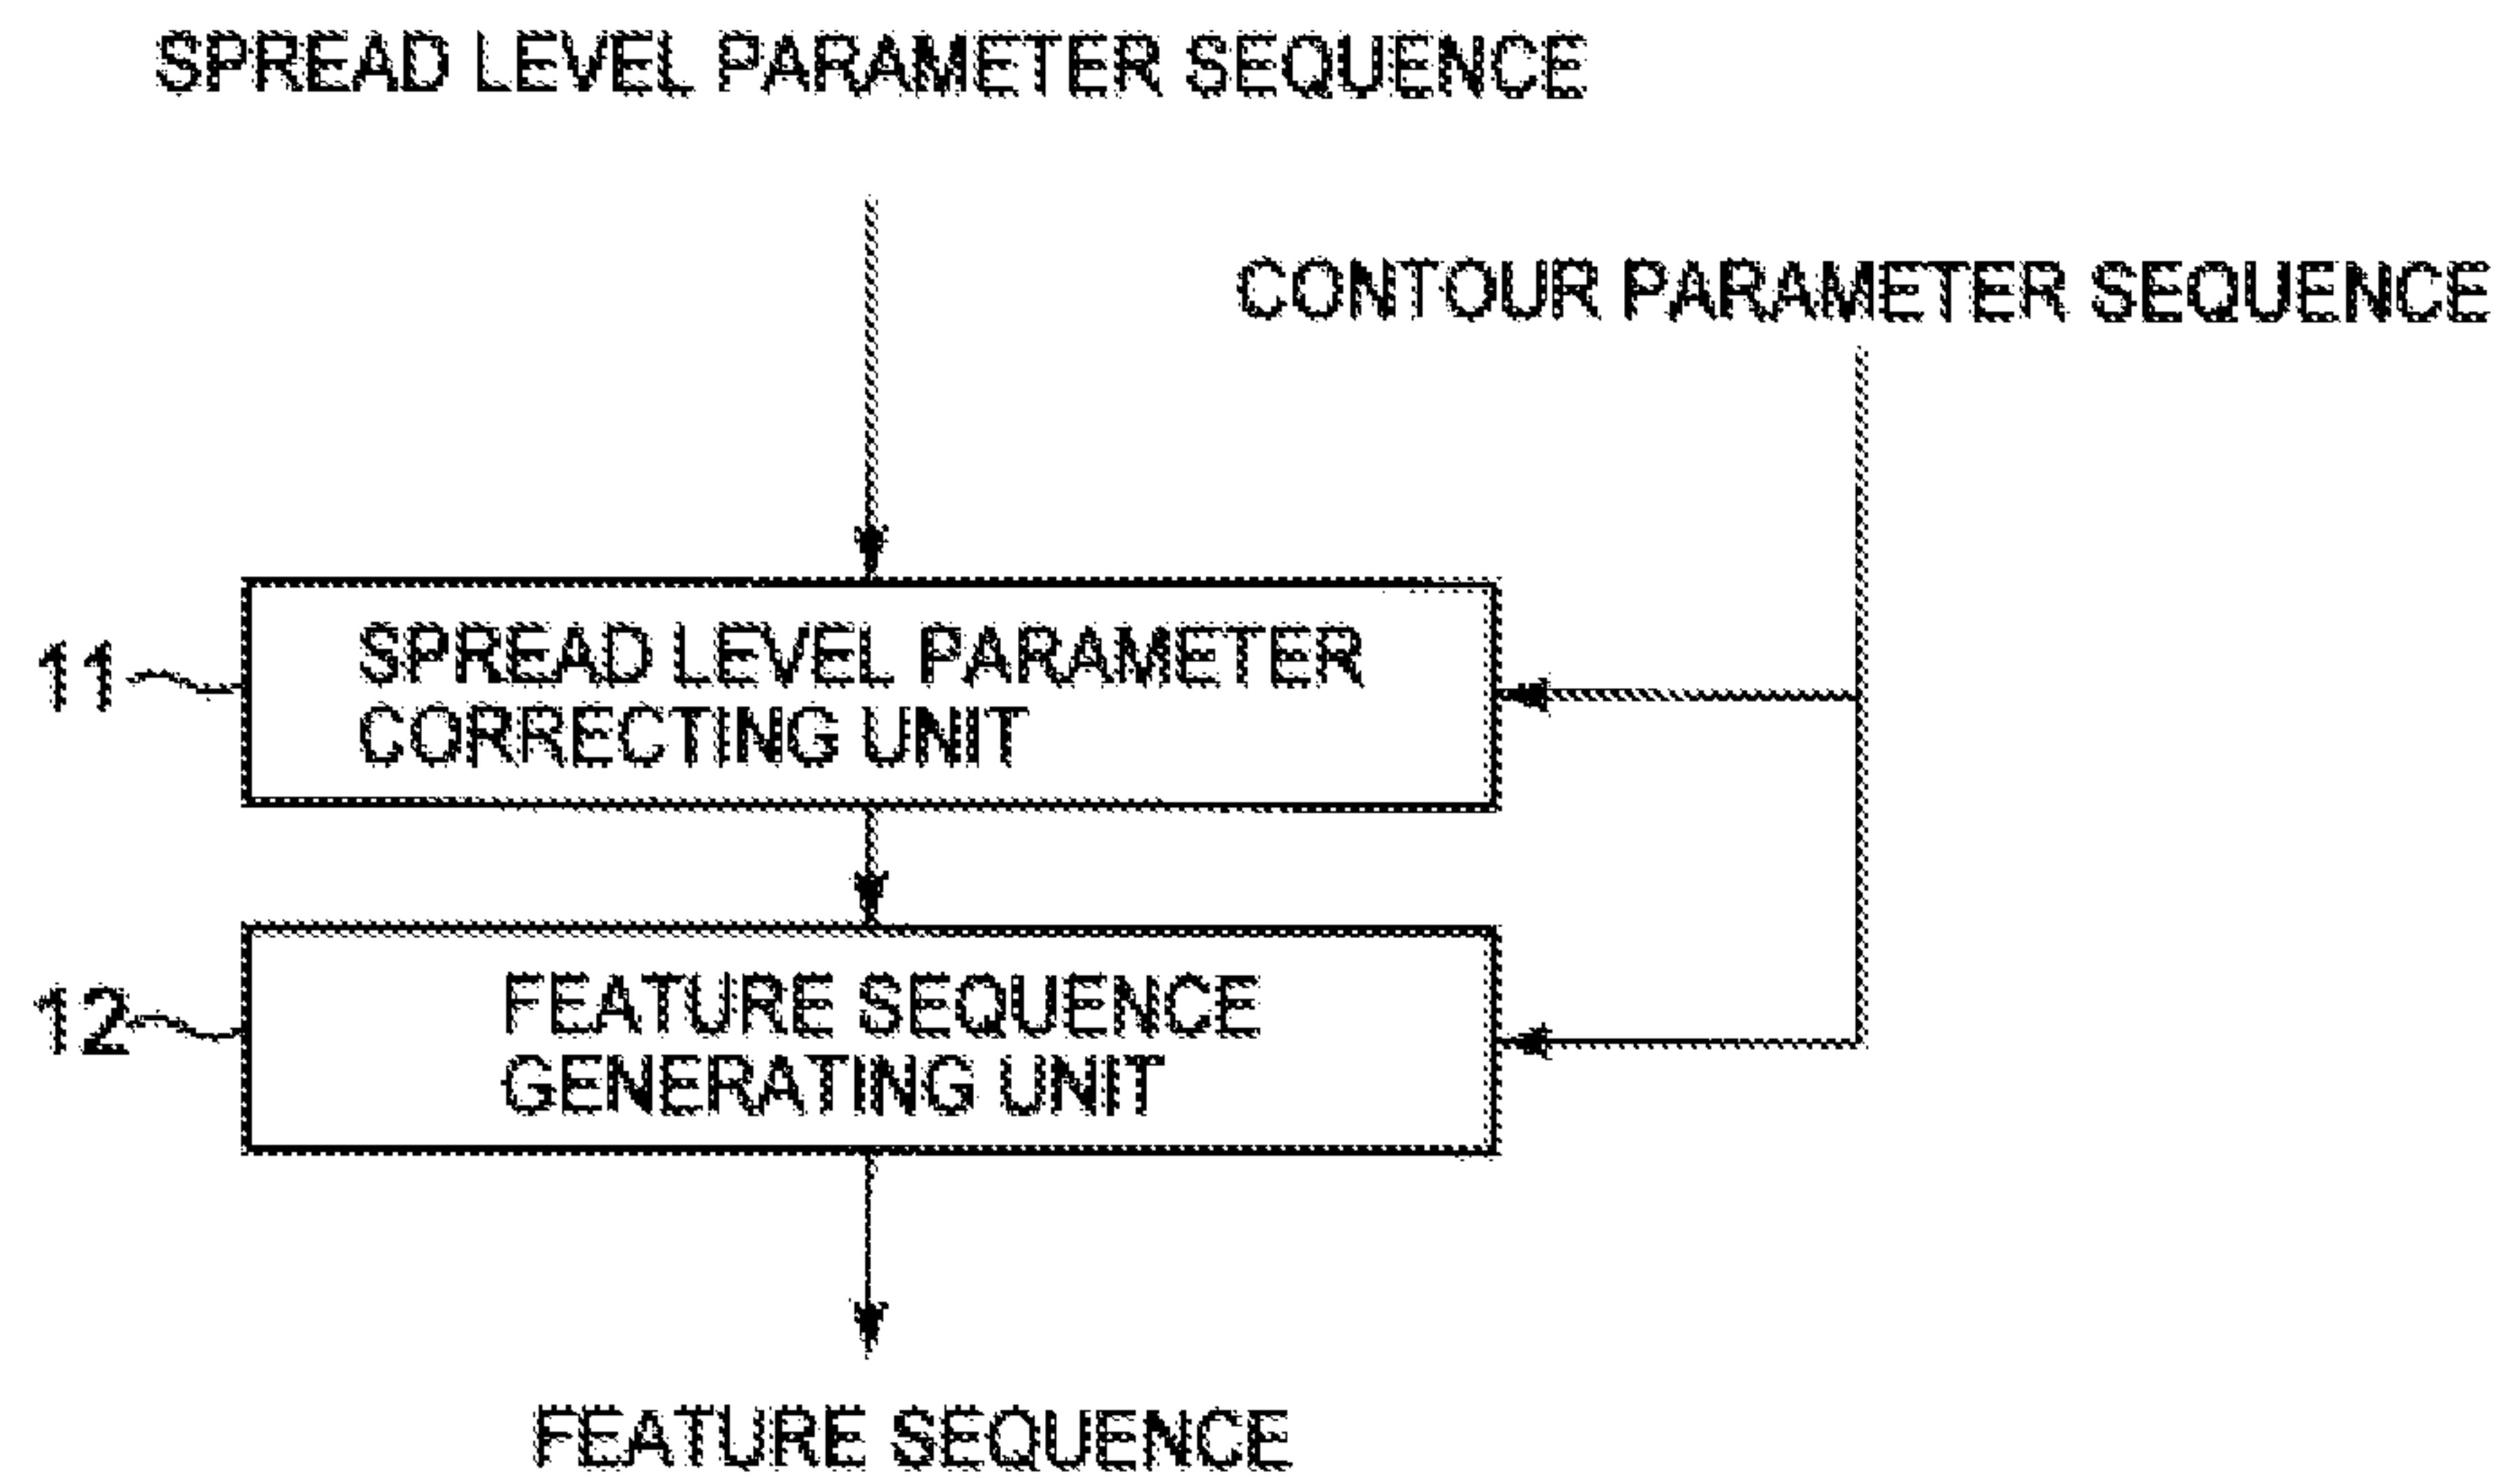 SPREAD LEVEL PARAMETER SEQUENCE
CONTOUR PARAMETER SEQUENCE
11
SPREAD LEVEL PARAMETER
CORRECTING UNIT
12
FEATURE SEQUENCE
GENERATING UNIT
FEATURE SEQUENCE